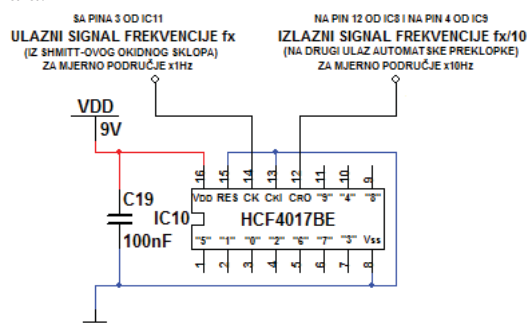 SA PINA 3 OD IC11
ULAZNI SIGNAL FREKVENCIJE fx
(IZ SHMITT-OVOG OKIDNOG SKLOPA)
ZA MJERNO PODRUČJE x1Hz
NA PIN 12 OD IC8 I NA PIN 4 OD IC9
IZLAZNI SIGNAL FREKVENCIJE fx/10
(NA DRUGI ULAZ AUTOMATSKE PREKLOPKE)
ZA MJERNO PODRUČJE x10Hz
VDD
9V
16 15 14 13 12 11 10 9
VDD RES CK CKI CRO "9" "4" "8"
C19
IC10
HCF4017BE
100nF
"5" "1" "0" "2" "6" "7" "3" Vss
1 2 3 4 5 6 7 8